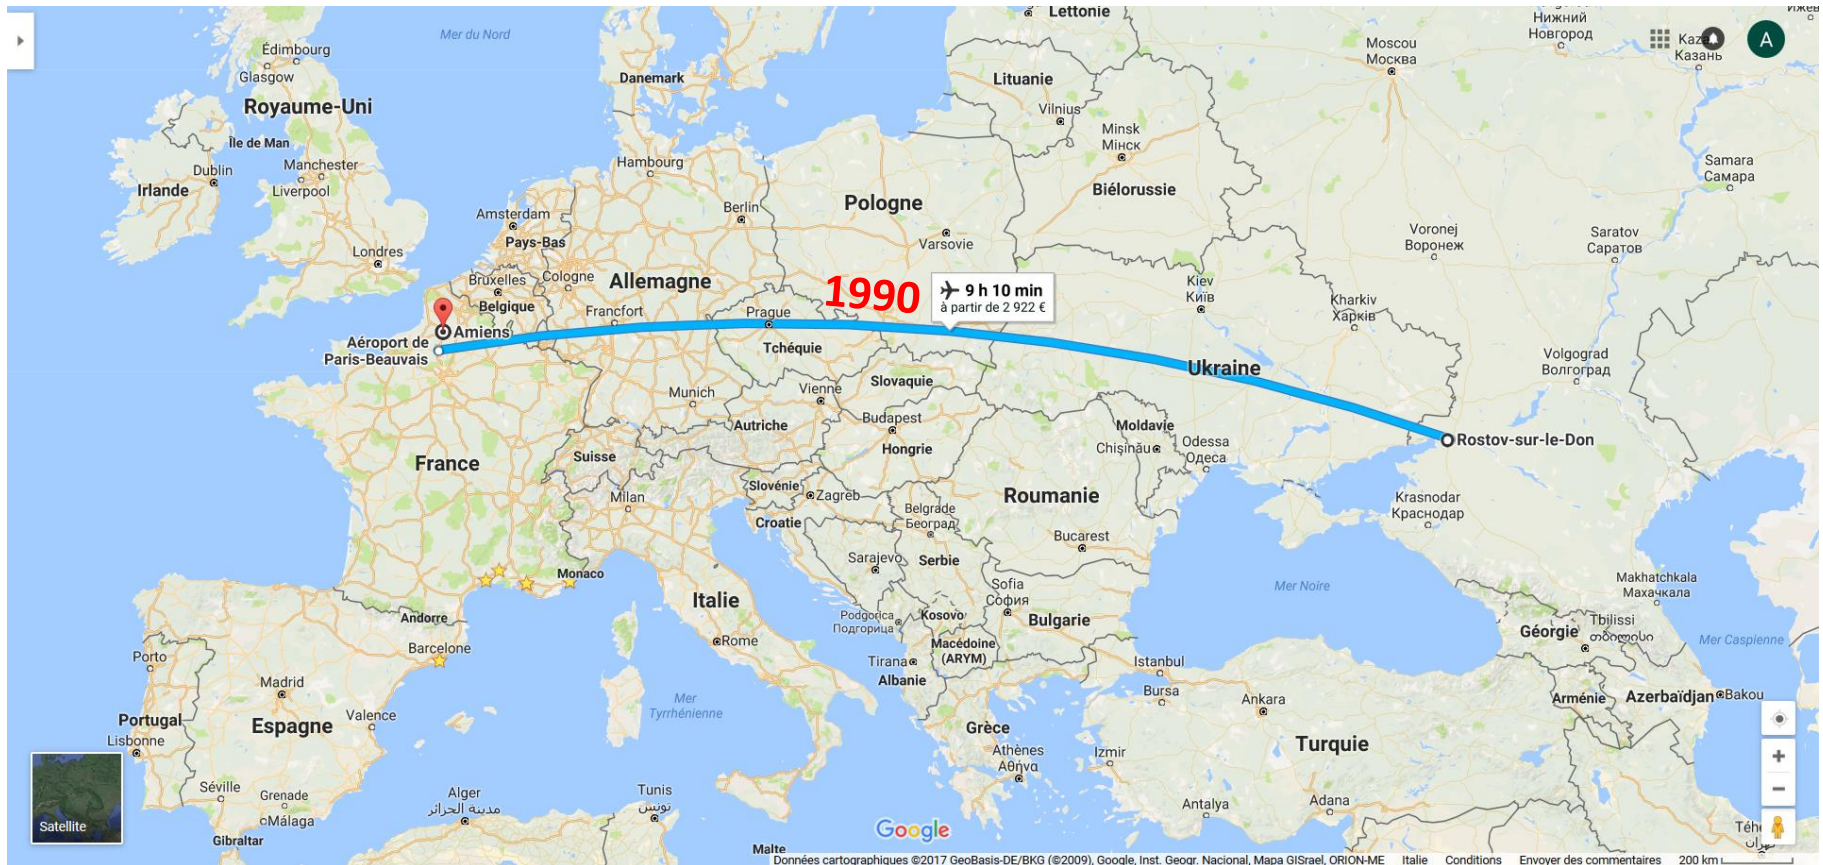 Lettonie
Нижний
Новгород
Mer du Nord
Édimbourg
Glasgow
Moscou
Москва
Kaza
Казань
A
Danemark
Lituanie
Royaume-Uni
Vilnius
Île de Man
Minsk
Мінск
Manchester
Hambourg
Dublin
Samara
Самара
Irlande
Liverpool
Biélorussie
Berlin
Pologne
Amsterdam
Voronej
Воронеж
Saratov
Саратов
Pays-Bas
Varsovie
Londres
Bruxelles
Cologne
Allemagne
Kiev
Київ
1990
9 h 10 min
à partir de 2 922 €
Belgique
Francfort
Prague
Kharkiv
Харків
Amiens
Aéroport de
Paris-Beauvais
Tchéquie
Volgograd
Волгоград
Ukraine
Slovaquie
Munich
Vienne
Budapest
Autriche
Moldavie
Rostov-sur-le-Don
Hongrie
Chișinău
Odessa
Одеса
France
Suisse
Slovénie
Zagreb
Roumanie
Milan
Krasnodar
Краснодар
Belgrade
Београд
Croatie
Bucarest
Sarajevo
Serbie
Monaco
Mer Noire
Makhatchkala
Махачкала
Sofia
София
Italie
Andorre
Podgorica
Подгорица
Kosovo
Bulgarie
Tbilissi
თბილისი
Géorgie
Mer Caspienne
Rome
Macédoine
(ARYM)
Barcelone
Porto
Tirana
Istanbul
Albanie
Madrid
Bursa
Ankara
Arménie
Azerbaïdjan
Bakou
Mer
Tyrrhénienne
Portugal
Espagne
Valence
Grèce
Lisbonne
Athènes
Αθήνα
Izmir
Turquie
Séville
Grenade
Alger
مدينة الجزائر
Tunis
تونس
Antalya
Adana
Málaga
Satellite
Google
Téh
Gibraltar
Malte
Données cartographiques ©2017 GeoBasis-DE/BKG (©2009), Google, Inst. Geogr. Nacional, Mapa GISrael, ORION-ME Italie Conditions Envoyer des commentaires 200 km